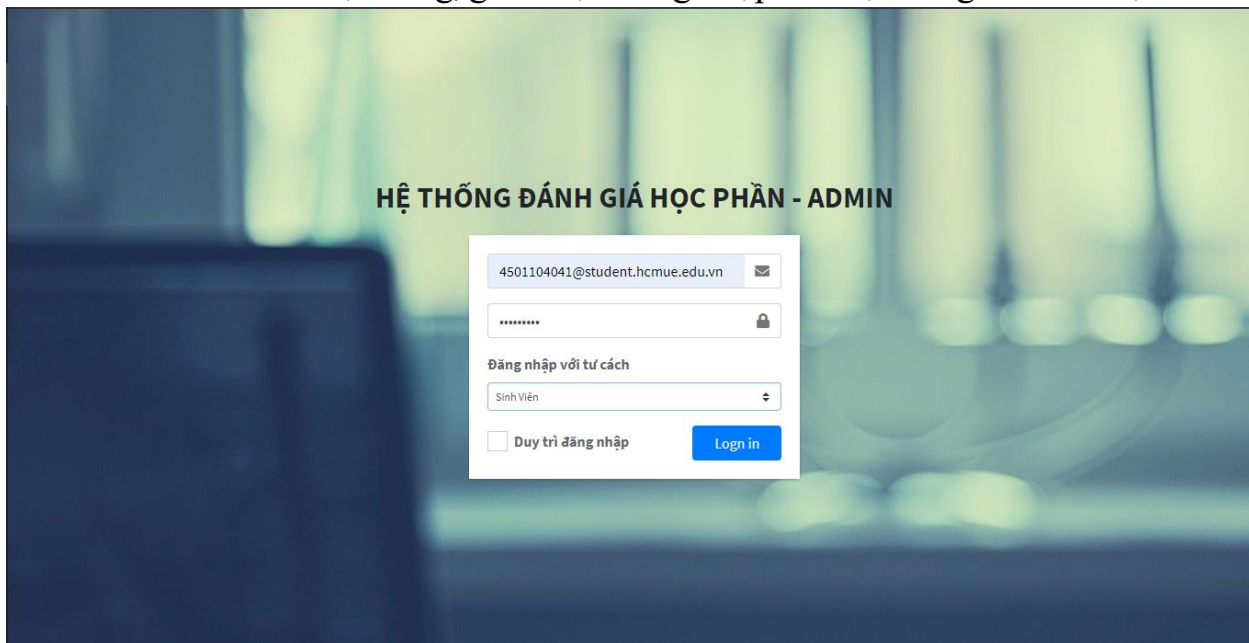 HỆ THỐNG ĐÁNH GIÁ HỌC PHẦN - ADMIN
4501104041@student.hcmue.edu.vn
•••••••••
Đăng nhập với tư cách
Sinh Viên
Duy trì đăng nhập
Logn in